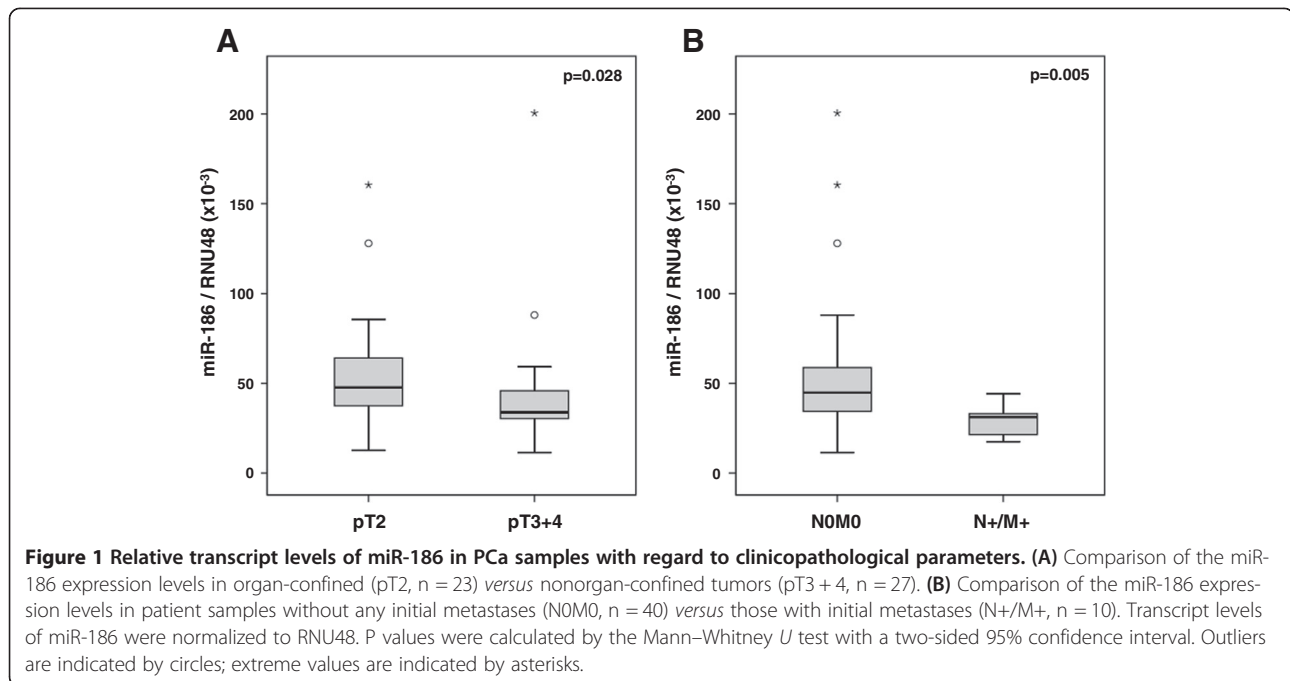 A
B
p=0.028
p=0.005
miR-186 / RNU48 (x10-3)
200
150
100
50
0
pT2
pT3+4
miR-186 / RNU48 (x10-3)
200
150
100
50
0
N0M0
N+/M+
Figure 1 Relative transcript levels of miR-186 in PCa samples with regard to clinicopathological parameters. (A) Comparison of the miR-
186 expression levels in organ-confined (pT2, n = 23) versus nonorgan-confined tumors (pT3 + 4, n = 27). (B) Comparison of the miR-186 expres-
sion levels in patient samples without any initial metastases (N0M0, n = 40) versus those with initial metastases (N+/M+, n = 10). Transcript levels
of miR-186 were normalized to RNU48. P values were calculated by the Mann–Whitney U test with a two-sided 95% confidence interval. Outliers
are indicated by circles; extreme values are indicated by asterisks.